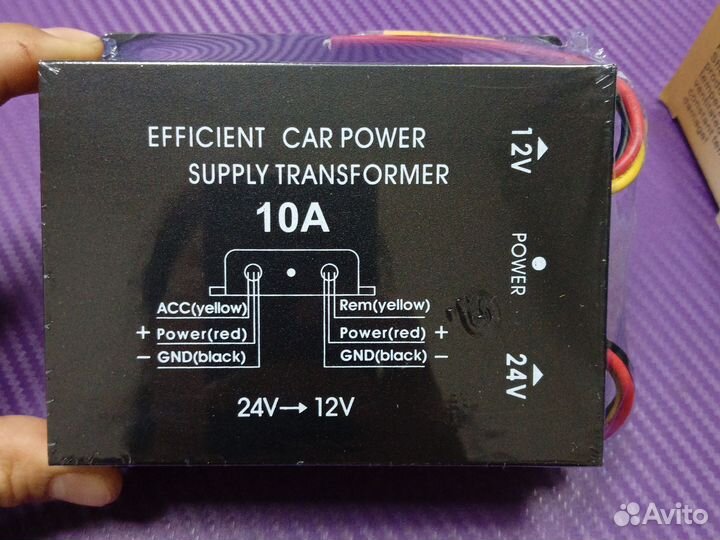 EFFICIENT CAR POWER
SUPPLY TRANSFORMER
10A
ACC(yellow)
+ Power(red)
− GND(black)
Rem(yellow)
Power(red) +
GND(black) −
24V→12V
12V
POWER
24V
Avito